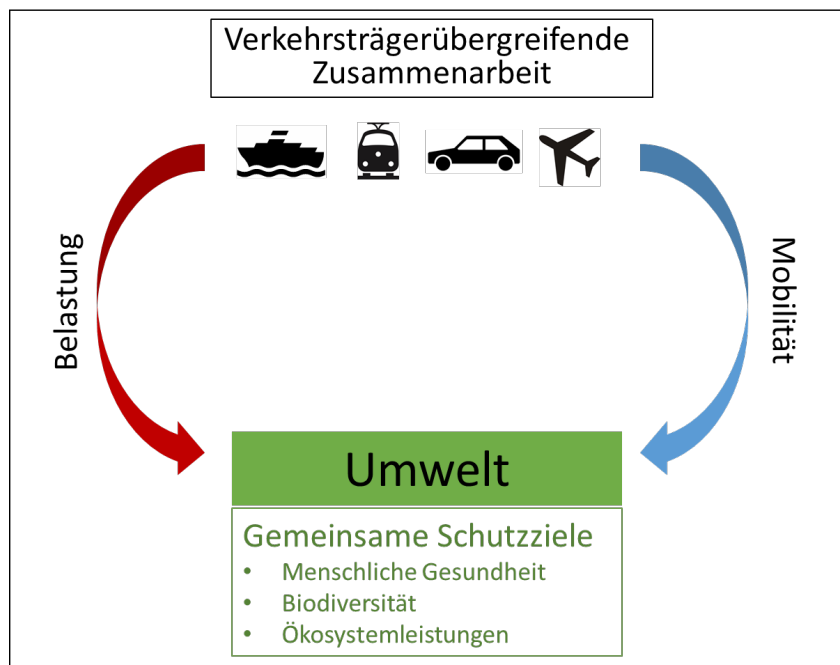 Verkehrsträgerübergreifende
Zusammenarbeit
Belastung
Mobilität
Umwelt
Gemeinsame Schutzziele
• Menschliche Gesundheit
• Biodiversität
• Ökosystemleistungen